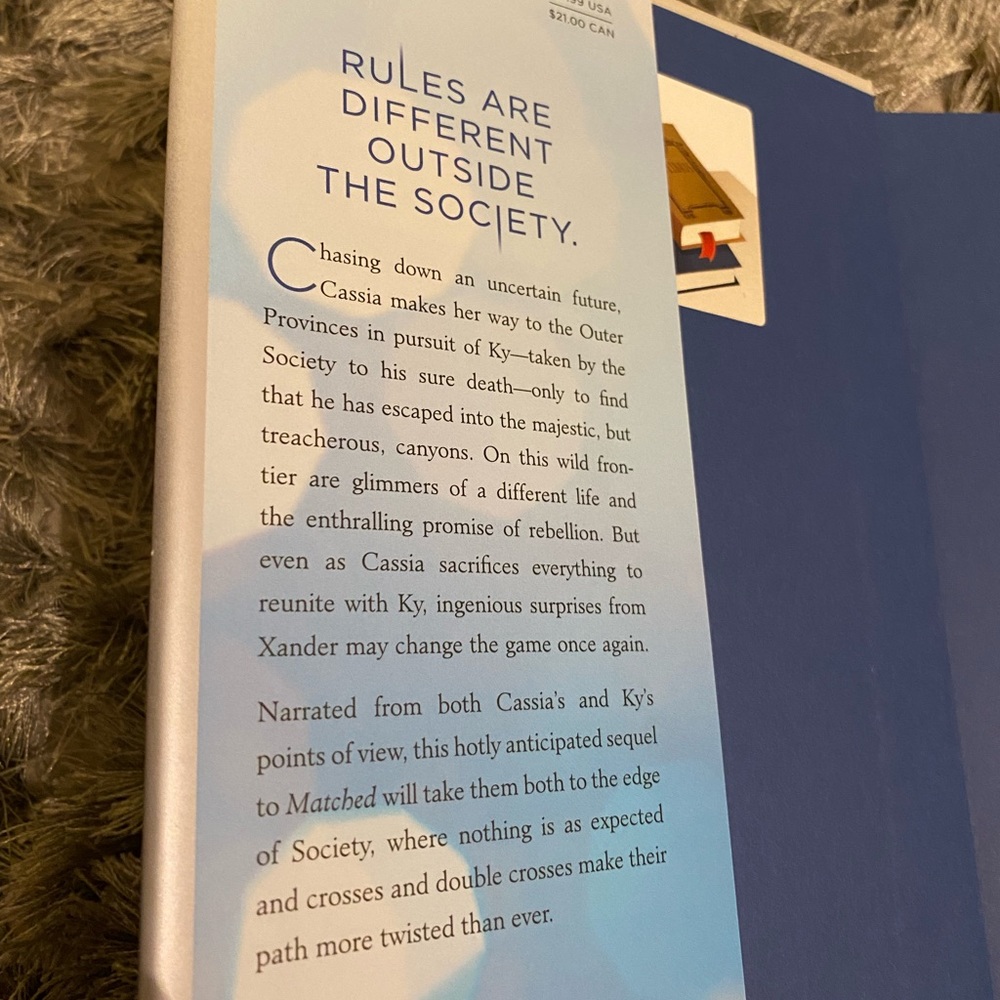 USA
$21.00 CAN
RULES ARE
DIFFERENT
OUTSIDE
THE SOCIETY.
Chasing down an uncertain future,
Cassia makes her way to the Outer
Provinces in pursuit of Ky—taken by the
Society to his sure death—only to find
that he has escaped into the majestic, but
treacherous, canyons. On this wild fron-
tier are glimmers of a different life and
the enthralling promise of rebellion. But
even as Cassia sacrifices everything to
reunite with Ky, ingenious surprises from
Xander may change the game once again.
Narrated from both Cassia's and Ky's
points of view, this hotly anticipated sequel
to Matched will take them both to the edge
of Society, where nothing is as expected
and crosses and double crosses make their
path more twisted than ever.